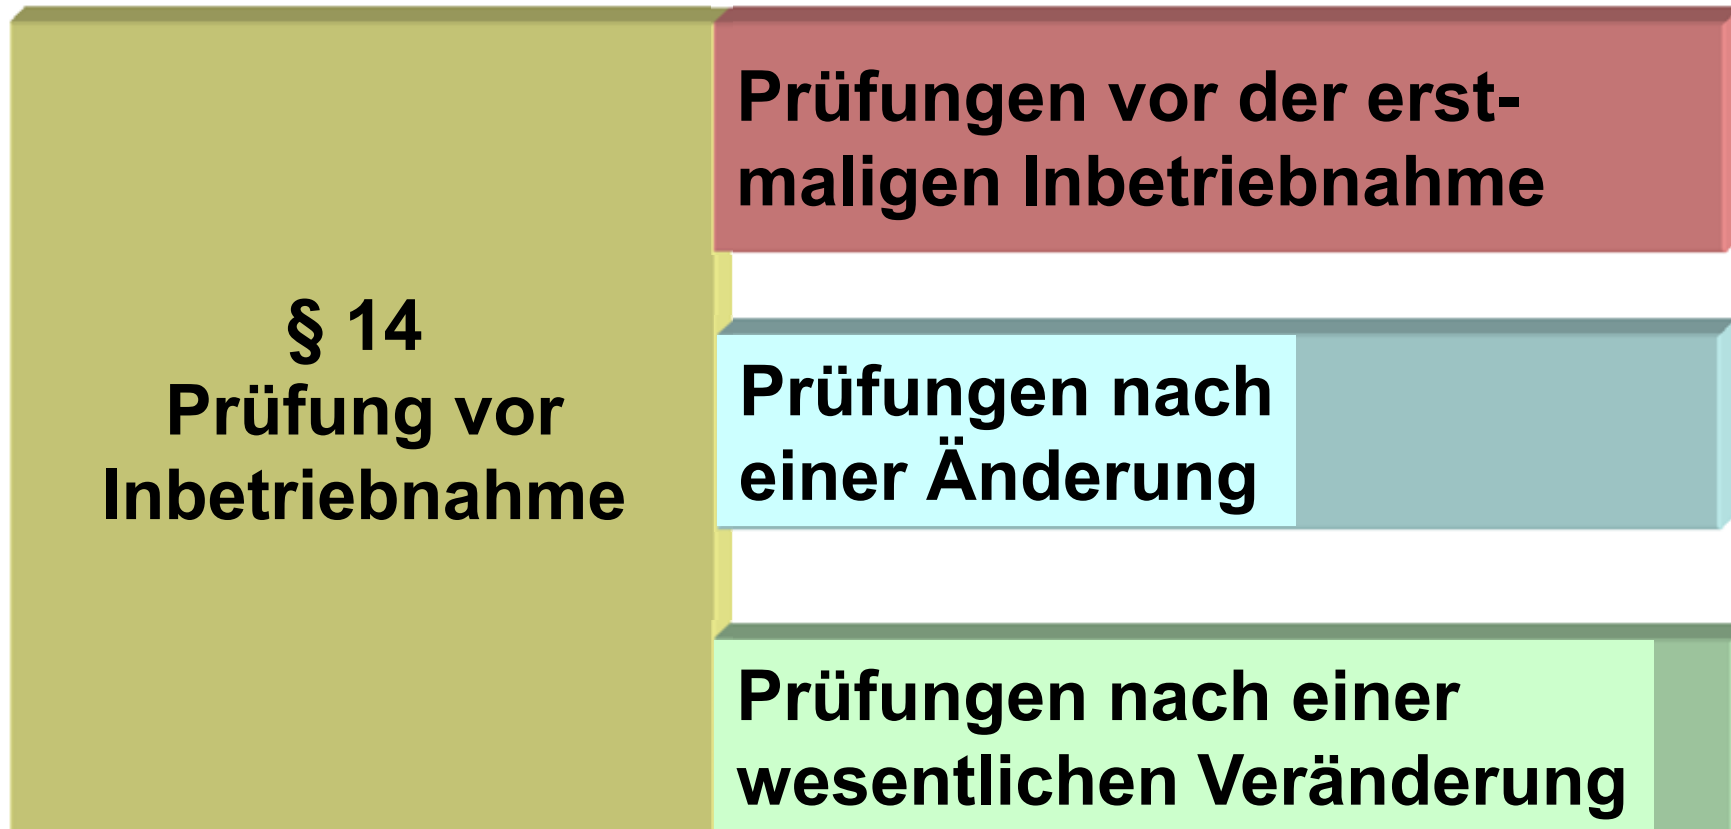 § 14
Prüfung vor
Inbetriebnahme
Prüfungen vor der erst-
maligen Inbetriebnahme
Prüfungen nach
einer Änderung
Prüfungen nach einer
wesentlichen Veränderung